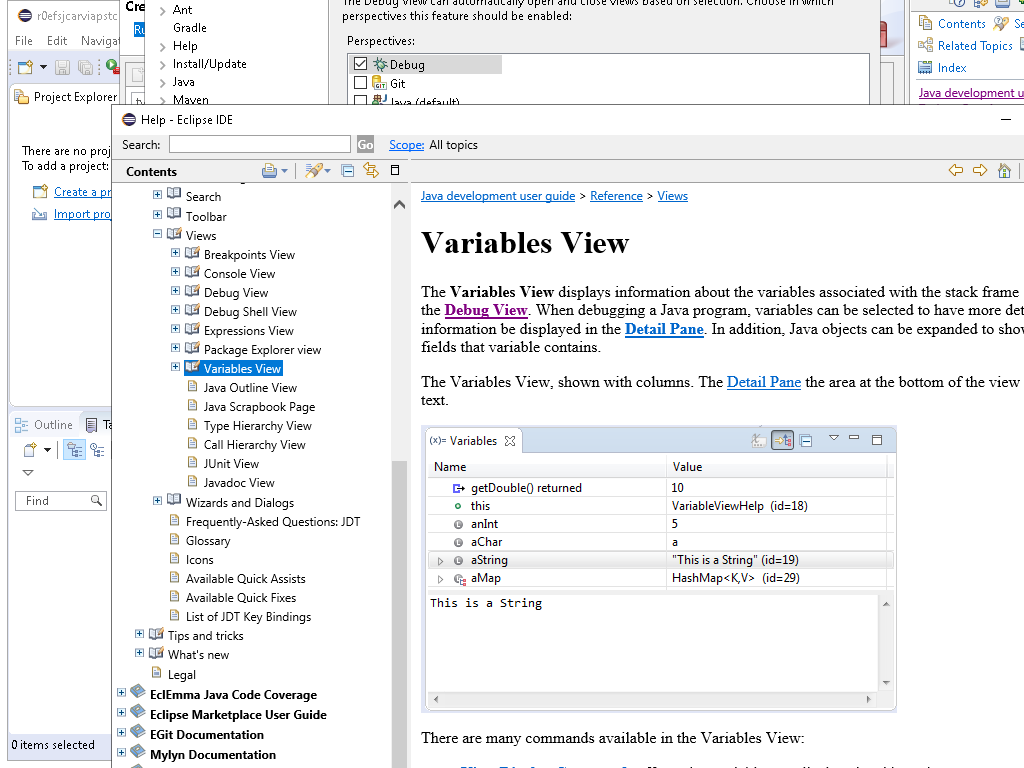 r0efsjcarviapstc
File Edit Naviga
Project Explorer
There are no proj
To add a project:
Create a pr
Import pro
Outline
Ta
Find
0 items selected
Cre
Ru
Ant
Gradle
Help
Install/Update
Java
Maven
The Debug View can automatically open and close views based on selection. Choose in which
perspectives this feature should be enabled:
Perspectives:
Debug
Git
Java (default)
Contents
Se
Related Topics
Index
Java development u
Help - Eclipse IDE
Search:
Go
Scope: All topics
Contents
Search
Toolbar
Views
Breakpoints View
Console View
Debug View
Debug Shell View
Expressions View
Package Explorer view
Variables View
Java Outline View
Java Scrapbook Page
Type Hierarchy View
Call Hierarchy View
JUnit View
Javadoc View
Wizards and Dialogs
Frequently-Asked Questions: JDT
Glossary
Icons
Available Quick Assists
Available Quick Fixes
List of JDT Key Bindings
Tips and tricks
What's new
Legal
EclEmma Java Code Coverage
Eclipse Marketplace User Guide
EGit Documentation
Mylyn Documentation
Java development user guide > Reference > Views
Variables View
The Variables View displays information about the variables associated with the stack frame
the Debug View. When debugging a Java program, variables can be selected to have more det
information be displayed in the Detail Pane. In addition, Java objects can be expanded to show
fields that variable contains.
The Variables View, shown with columns. The Detail Pane the area at the bottom of the view
text.
(x)= Variables
Name Value
getDouble() returned 10
this VariableViewHelp (id=18)
anInt 5
aChar a
aString "This is a String" (id=19)
aMap HashMap<K,V> (id=29)
This is a String
There are many commands available in the Variables View: